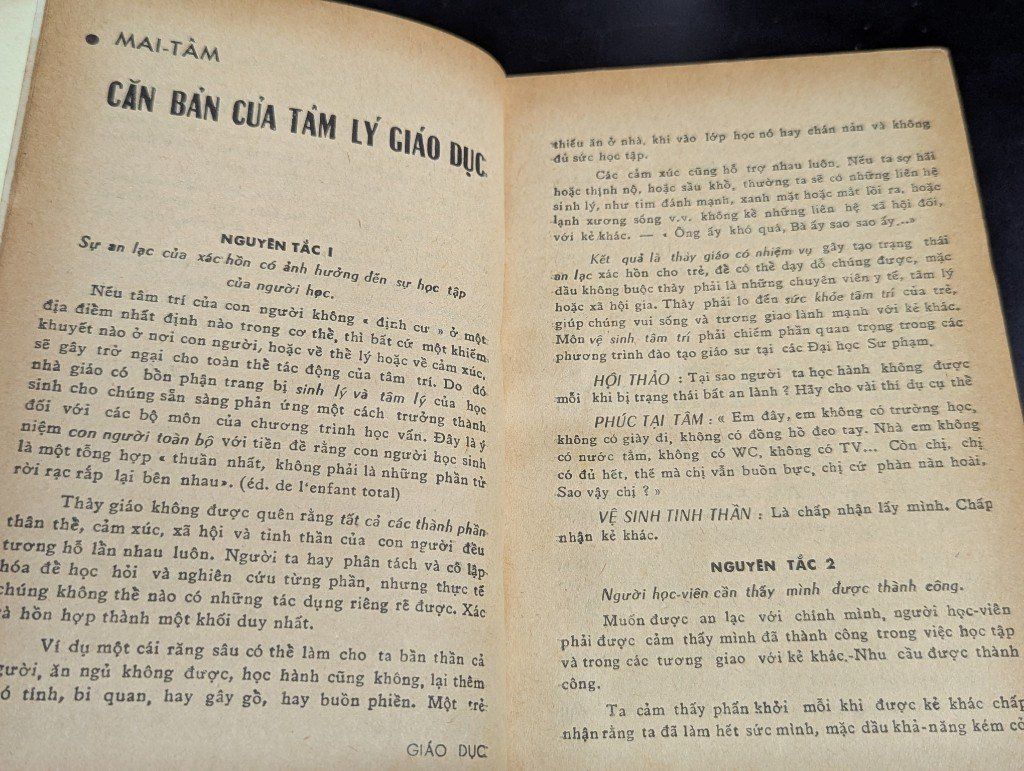 • MAI-TÂM
CĂN BẢN CỦA TÂM LÝ GIÁO DỤC
NGUYÊN TẮC I
Sự an lạc của xác hồn có ảnh hưởng đến sự học tập
của người học.
Nếu tâm trí của con người không « định cư » ở một
địa điểm nhất định nào trong cơ thể, thì bất cứ một khiếm
khuyết nào ở nơi con người, hoặc về thể lý hoặc về cảm xúc,
sẽ gây trở ngại cho toàn thể tác động của tâm trí. Do đó
nhà giáo có bổn phận trang bị sinh lý và tâm lý của học
sinh cho chúng sẵn sàng phản ứng một cách trưởng thành
đối với các bộ môn của chương trình học vấn. Đây là ý
niệm con người toàn bộ với tiền đề rằng con người học sinh
là một tổng hợp « thuần nhất, không phải là những phần tử
rời rạc rắp lại bên nhau». (éd. de l'enfant total)
Thày giáo không được quên rằng tất cả các thành phần
thân thể, cảm xúc, xã hội và tinh thần của con người đều
tương hỗ lẫn nhau luôn. Người ta hay phân tách và cô lập
hóa để học hỏi và nghiên cứu từng phần, nhưng thực tế
chúng không thể nào có những tác dụng riêng rẽ được. Xác
và hồn hợp thành một khối duy nhất.
Ví dụ một cái răng sâu có thể làm cho ta bần thần cả
người, ăn ngủ không được, học hành cũng không, lại thêm
tính, bi quan, hay gây gổ, hay buồn phiền. Một trẻ
GIÁO DỤC
thiếu ăn ở nhà, khi vào lớp học nó hay chán nản và không
đủ sức học tập.
Các cảm xúc cũng hỗ trợ nhau luôn. Nếu ta sợ hãi
hoặc thịnh nộ, hoặc sầu khổ, thường ta sẽ có những liên hệ
sinh lý, như tim đánh mạnh, xanh mặt hoặc mắt lồi ra, hoặc
lạnh xương sống v.v. không kể những liên hệ xã hội đối,
với kẻ khác. — « Ông ấy khó quá, Bà ấy sao sao ấy...»
Kết quả là thày giáo có nhiệm vụ gây tạo trạng thái
an lạc xác hồn cho trẻ, để có thể dạy dỗ chúng được, mặc
dầu không buộc thày phải là những chuyên viên y tế, tâm lý
hoặc xã hội gia. Thày phải lo đến sức khỏe tâm trí của trẻ,
giúp chúng vui sống và tương giao lành mạnh với kẻ khác.
Môn vệ sinh tâm trí phải chiếm phần quan trọng trong các
phương trình đào tạo giáo sư tại các Đại học Sư phạm.
HỘI THẢO : Tại sao người ta học hành không được
mỗi khi bị trạng thái bất an lành ? Hãy cho vài thí dụ cụ thể
PHÚC TẠI TÂM : « Em đây, em không có trường học,
không có giày đi, không có đồng hồ đeo tay. Nhà em không
có nước tắm, không có WC, không có TV... Còn chị, chị
có đủ hết, thế mà chị vẫn buồn bực, chị cứ phàn nàn hoài,
Sao vậy chị ? »
VỆ SINH TINH THẦN : Là chấp nhận lấy mình. Chấp
nhận kẻ khác.
NGUYÊN TẮC 2
Người học-viên cần thấy mình được thành công.
Muốn được an lạc với chính mình, người học-viên
phải được cảm thấy mình đã thành công trong việc học tập
và trong các tương giao với kẻ khác.-Nhu cầu được thành
công.
Ta cảm thấy phấn khởi mỗi khi được kẻ khác chấp
nhận rằng ta đã làm hết sức mình, mặc dầu khả-năng kém cỏ